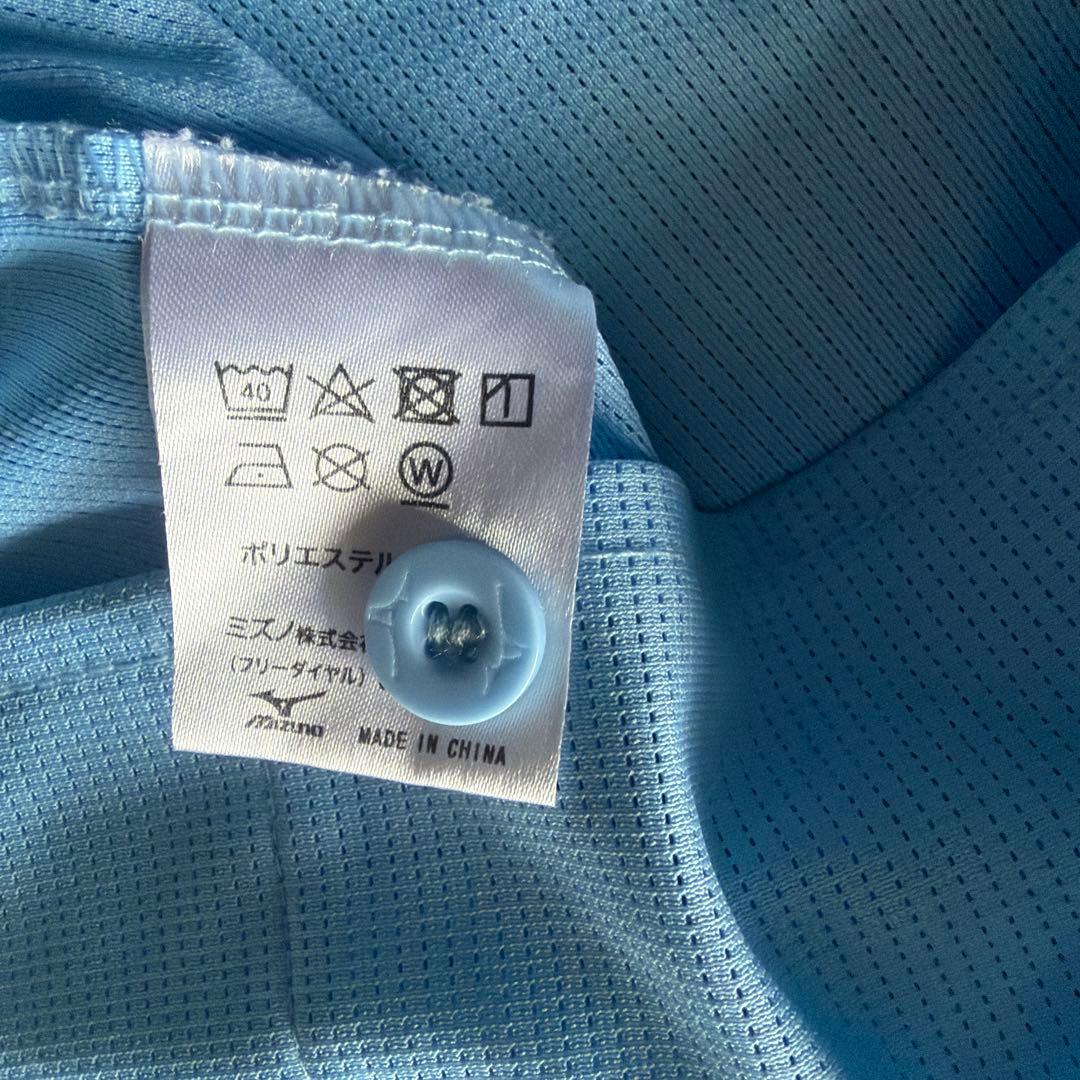 40
W
ポリエステル
ミズノ株式会
(フリーダイヤル)
mizuno
MADE IN CHINA